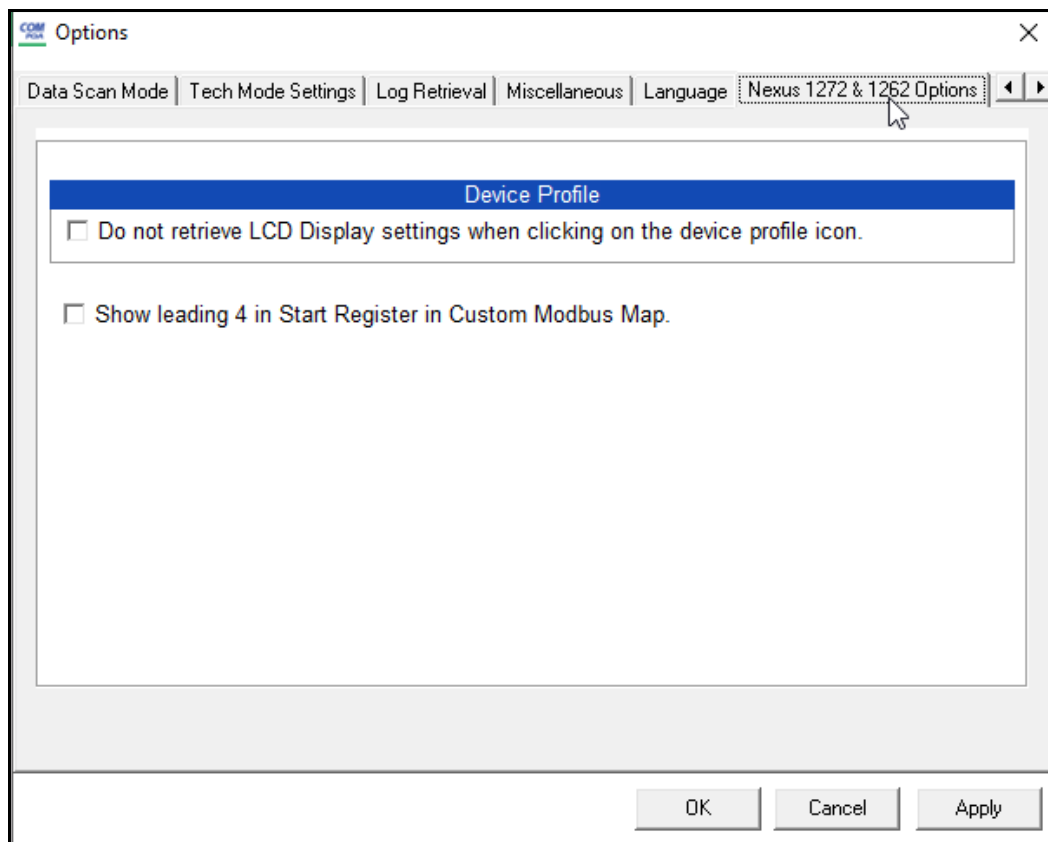 COM
PQA
Options
Data Scan Mode
Tech Mode Settings
Log Retrieval
Miscellaneous
Language
Nexus 1272 & 1262 Options
Device Profile
Do not retrieve LCD Display settings when clicking on the device profile icon.
Show leading 4 in Start Register in Custom Modbus Map.
OK
Cancel
Apply